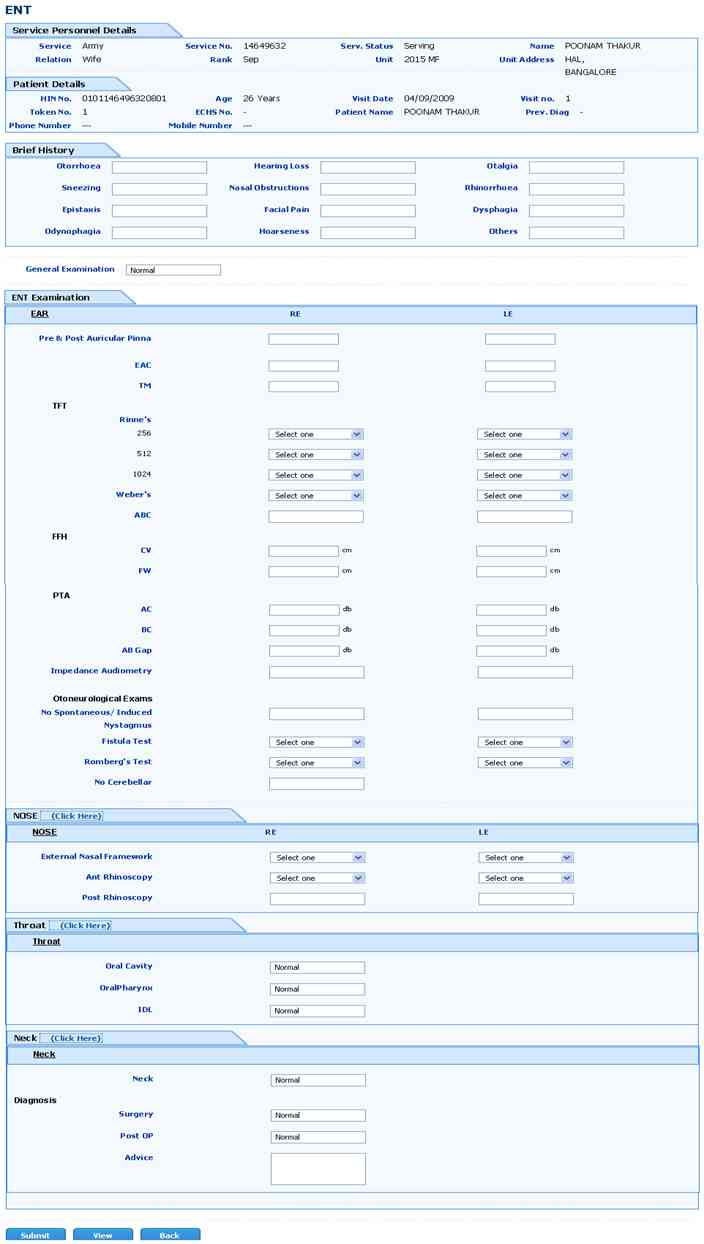 ENT
Service Personnel Details
Service Army Service No. 14649632 Serv. Status Serving Name POONAM THAKUR
Relation Wife Rank Sep Unit 2015 MF Unit Address HAL,
BANGALORE
Patient Details
HIN No. 0101146496320801 Age 26 Years Visit Date 04/09/2009 Visit no. 1
Token No. 1 ECHS No. - Patient Name POONAM THAKUR Prev. Diag -
Phone Number --- Mobile Number ---
Brief History
Otorrhoea Hearing Loss Otalgia
Sneezing Nasal Obstructions Rhinorrhoea
Epistaxis Facial Pain Dysphagia
Odynophagia Hoarseness Others
General Examination Normal
ENT Examination
EAR RE LE
Pre & Post Auricular Pinna
EAC
TM
TFT
Rinne's
256 Select one Select one
512 Select one Select one
1024 Select one Select one
Weber's Select one Select one
ABC
FFH
CV cm cm
FW cm cm
PTA
AC db db
BC db db
AB Gap db db
Impedance Audiometry
Otoneurological Exams
No Spontaneous/ Induced
Nystagmus
Fistula Test Select one Select one
Romberg's Test Select one Select one
No Cerebellar
NOSE (Click Here)
NOSE RE LE
External Nasal Framework Select one Select one
Ant Rhinoscopy Select one Select one
Post Rhinoscopy
Throat (Click Here)
Throat
Oral Cavity Normal
OralPharynx Normal
IDL Normal
Neck (Click Here)
Neck
Neck Normal
Diagnosis
Surgery Normal
Post OP Normal
Advice
Submit View Back